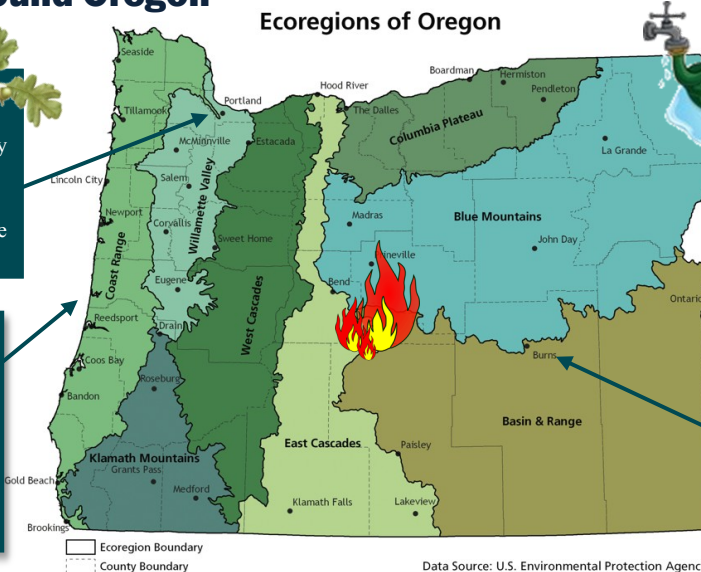 ound Oregon
Ecoregions of Oregon
Seaside
Tillamook
Portland
Hood River
Boardman
Hermiston
Pendleton
The Dalles
Columbia Plateau
McMinnville
Estacada
La Grande
y
Lincoln City
Salem
Willamette Valley
Newport
Corvallis
Sweet Home
e
Madras
Blue Mountains
John Day
Coast Range
Eugene
West Cascades
Bend
ineville
Ontario
Reedsport
Drain
Burns
Coos Bay
Roseburg
Bandon
Basin & Range
East Cascades
Paisley
Klamath Mountains
Grants Pass
Gold Beach
Medford
Klamath Falls
Lakeview
Brookings
Ecoregion Boundary
County Boundary
Data Source: U.S. Environmental Protection Agenc